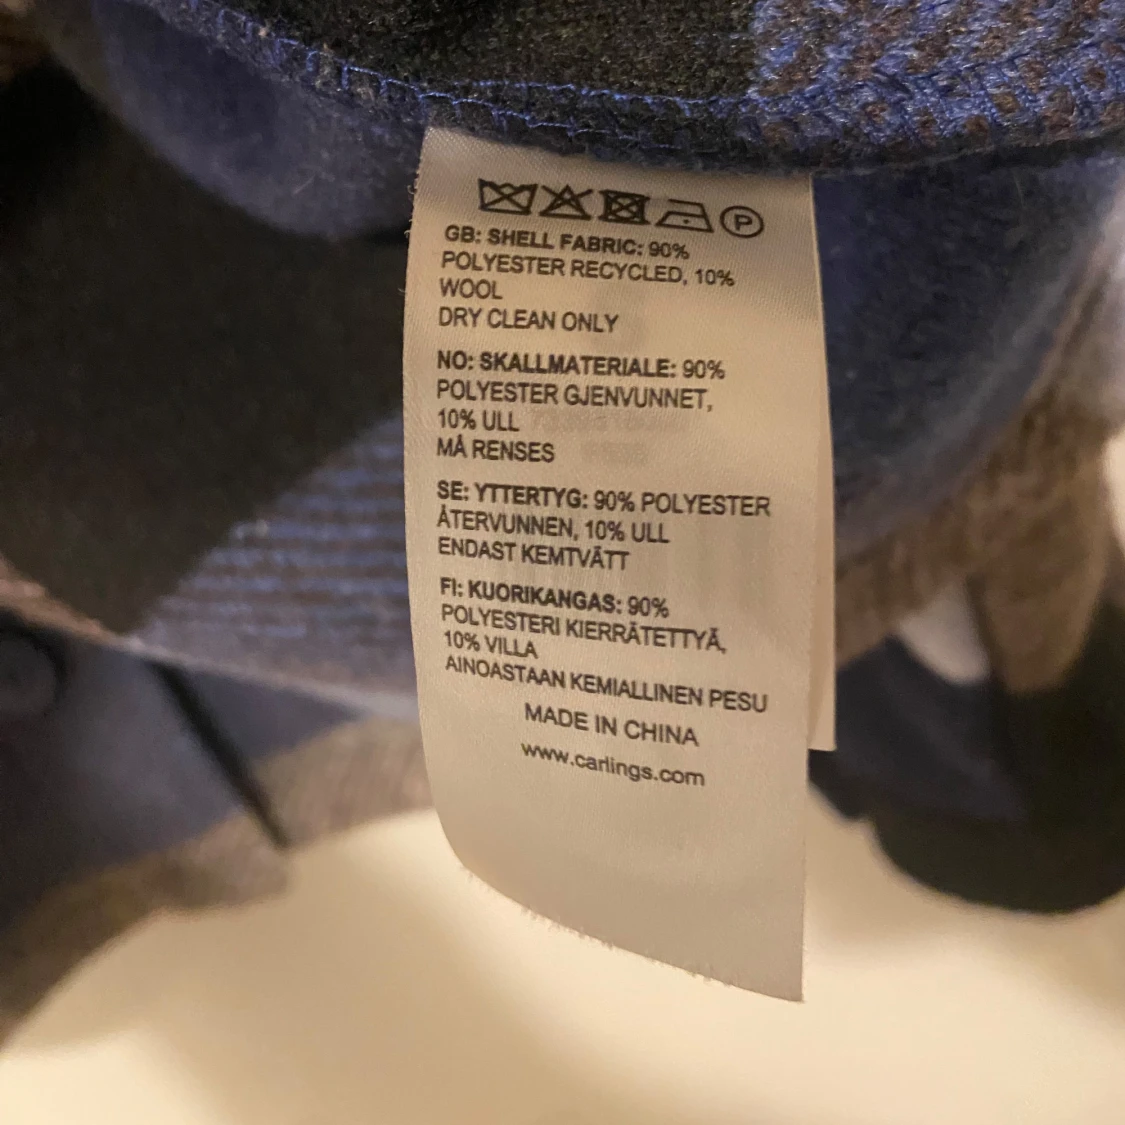 P
GB: SHELL FABRIC: 90%
POLYESTER RECYCLED, 10%
WOOL
DRY CLEAN ONLY
NO: SKALLMATERIALE: 90%
POLYESTER GJENVUNNET,
10% ULL
MÅ RENSES
SE: YTTERTYG: 90% POLYESTER
ÅTERVUNNEN, 10% ULL
ENDAST KEMTVÄTT
FI: KUORIKANGAS: 90%
POLYESTERI KIERRÄTETTYÄ,
10% VILLA
AINOASTAAN KEMIALLINEN PESU
MADE IN CHINA
www.carlings.com